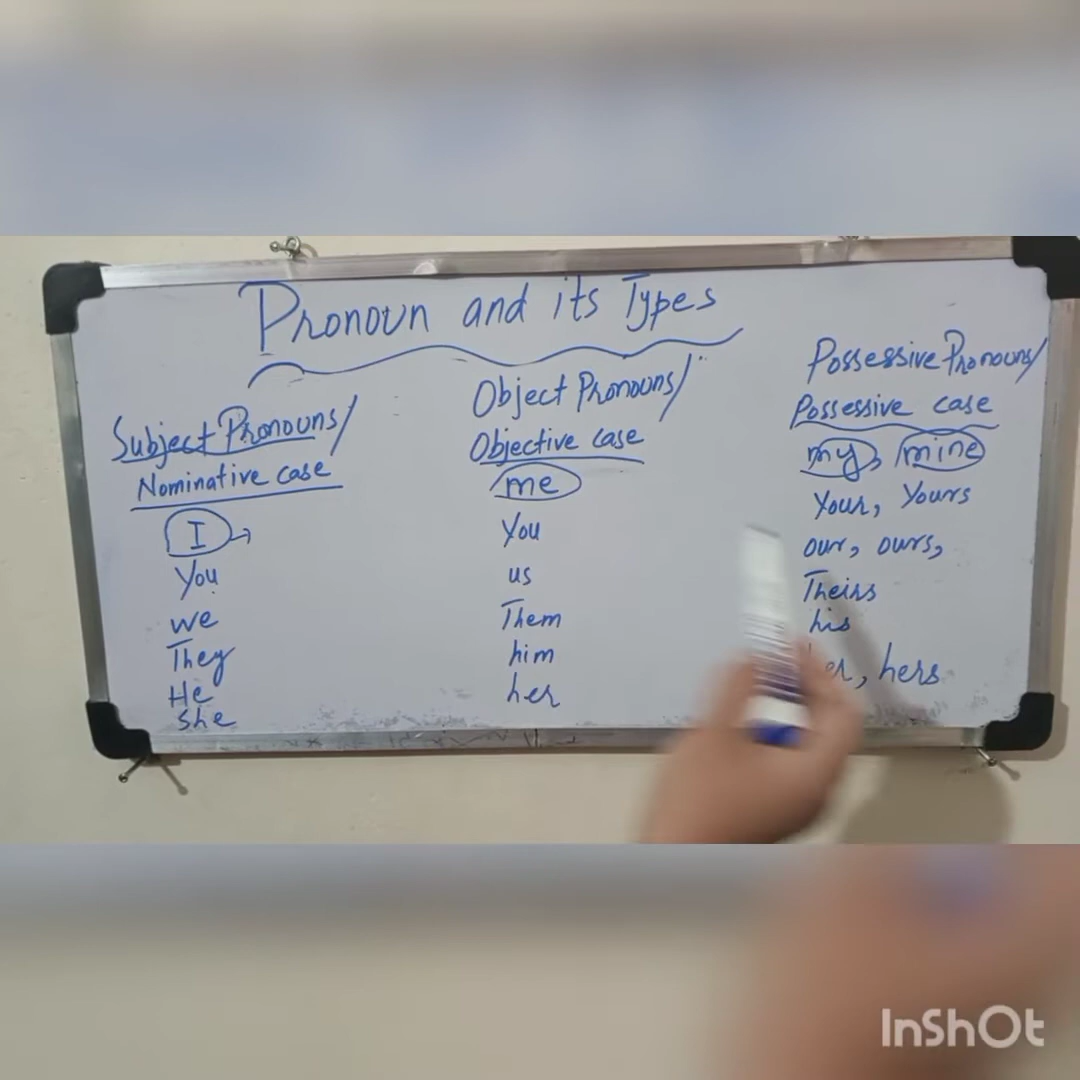 Pronoun and its Types
Subject Pronouns/
Nominative case
I
You
we
They
He
She
Object Pronouns/
Objective case
me
You
us
Them
him
her
Possessive Pronouns/
Possessive case
my, mine
Your, Yours
our, ours,
Theirs
his
her, hers
InShOt